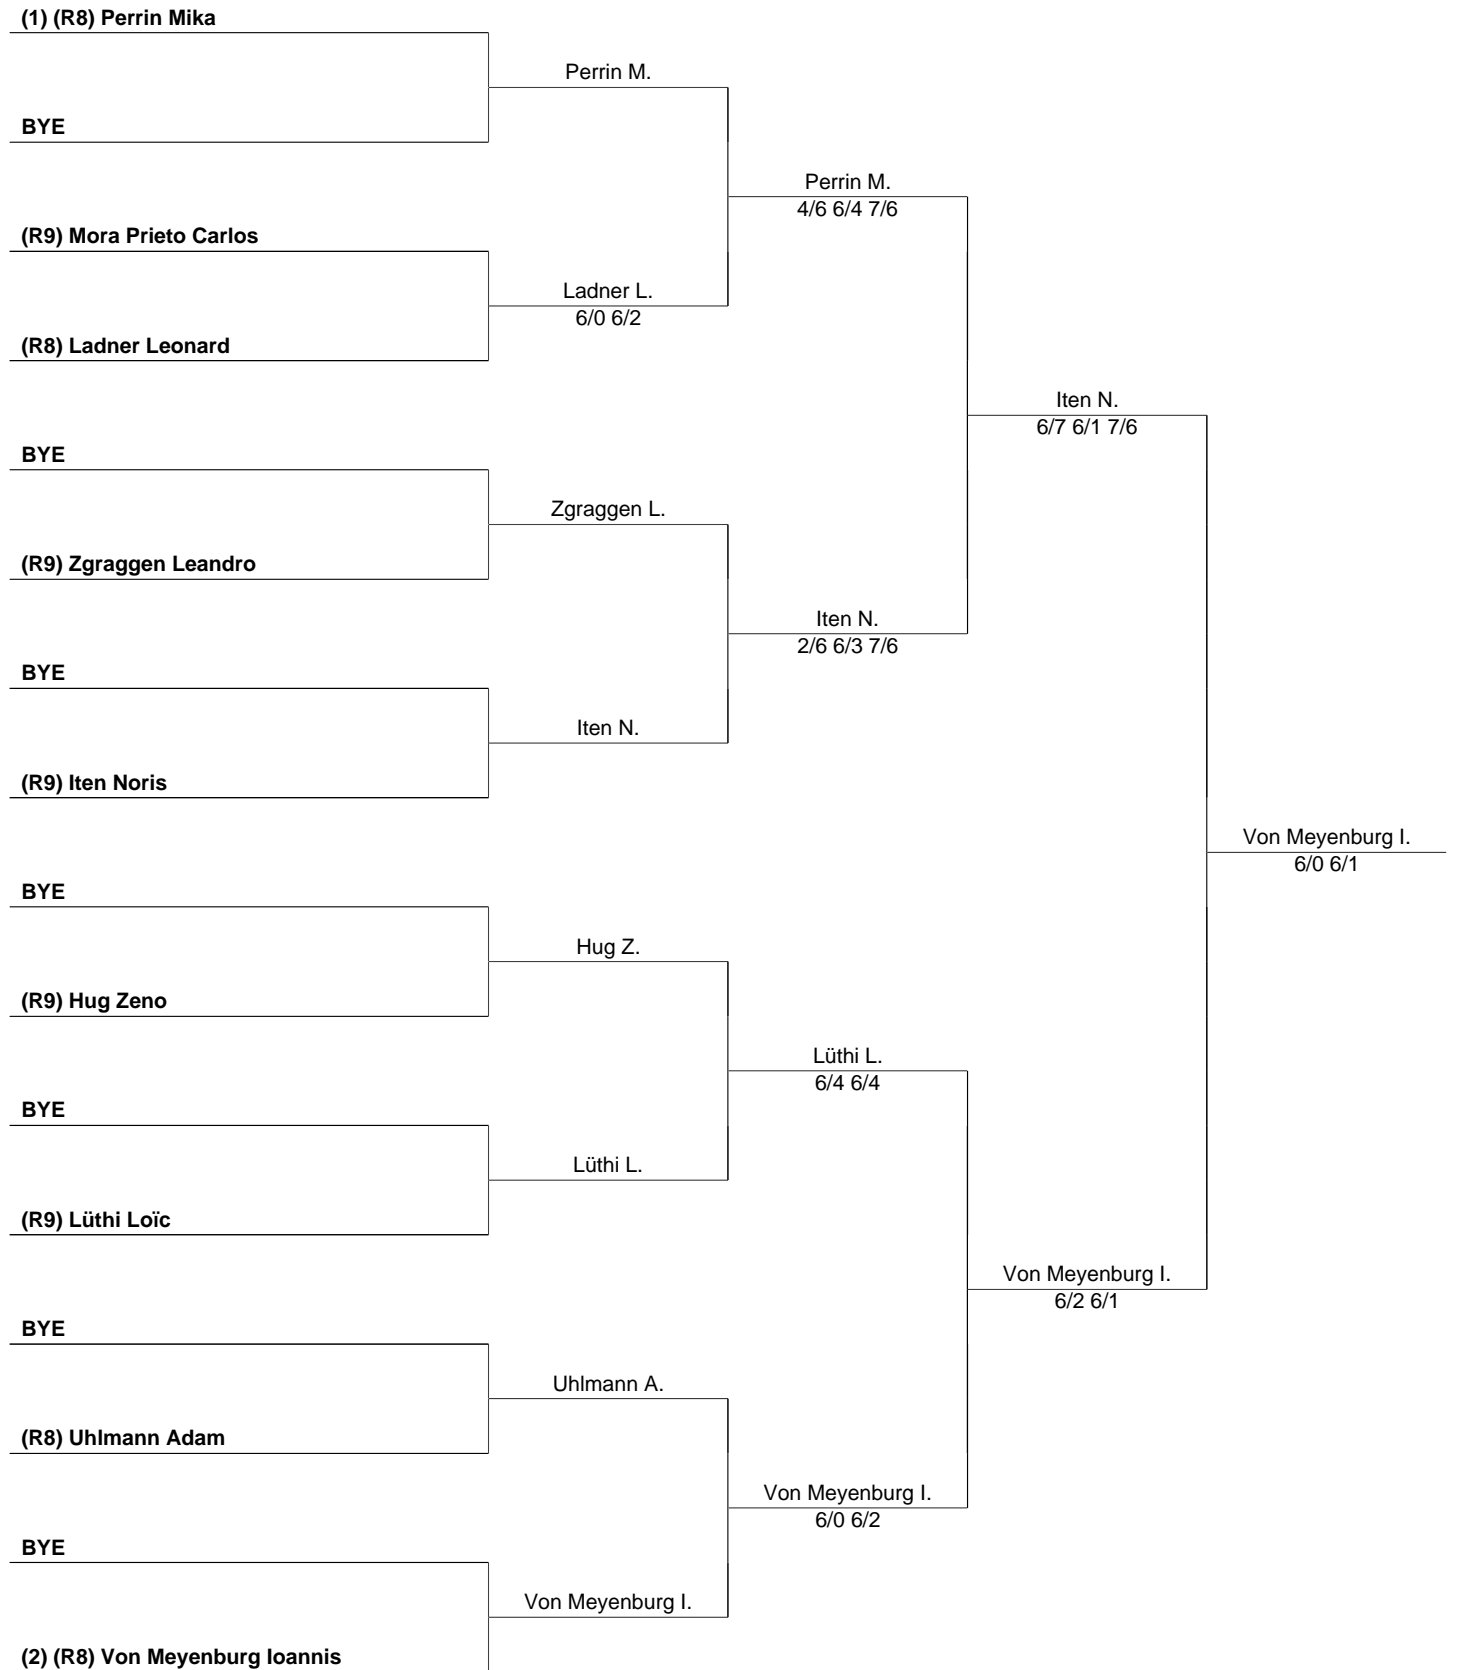 (1) (R8) Perrin Mika
Perrin M.
BYE
Perrin M.
4/6 6/4 7/6
(R9) Mora Prieto Carlos
Ladner L.
6/0 6/2
(R8) Ladner Leonard
Iten N.
6/7 6/1 7/6
BYE
Zgraggen L.
(R9) Zgraggen Leandro
Iten N.
2/6 6/3 7/6
BYE
Iten N.
(R9) Iten Noris
Von Meyenburg I.
6/0 6/1
BYE
Hug Z.
(R9) Hug Zeno
Lüthi L.
6/4 6/4
BYE
Lüthi L.
(R9) Lüthi Loïc
Von Meyenburg I.
6/2 6/1
BYE
Uhlmann A.
(R8) Uhlmann Adam
Von Meyenburg I.
6/0 6/2
BYE
Von Meyenburg I.
(2) (R8) Von Meyenburg Ioannis